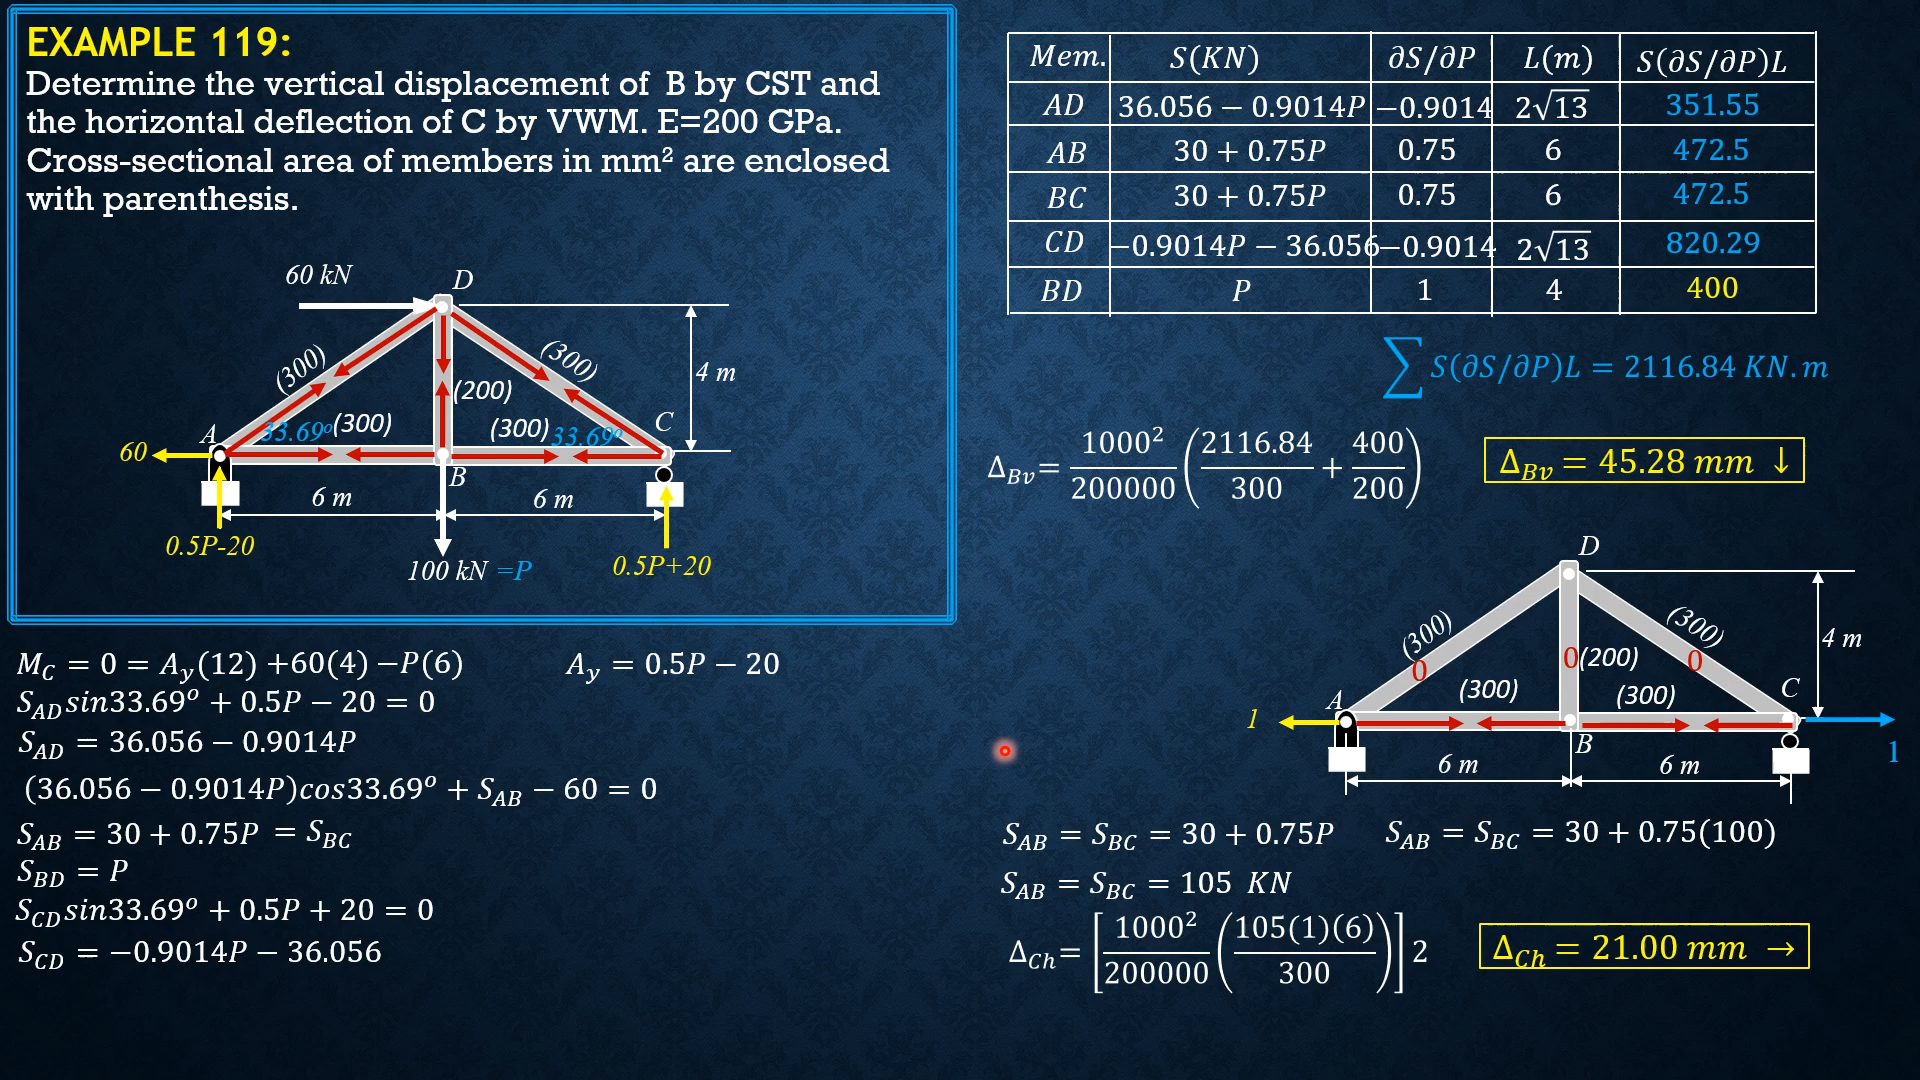 EXAMPLE 119:
Determine the vertical displacement of B by CST and
the horizontal deflection of C by VWM. E=200 GPa.
Cross-sectional area of members in mm² are enclosed
with parenthesis.
60 kN
D
(300)
(300)
(200)
4 m
A
33.69º
(300)
(300)
33.69º
C
60
B
6 m
6 m
0.5P-20
100 kN =P
0.5P+20
M_C = 0 = A_y(12) +60(4) −P(6)
A_y = 0.5P − 20
S_AD sin33.69º + 0.5P − 20 = 0
S_AD = 36.056 − 0.9014P
(36.056 − 0.9014P)cos33.69º + S_AB − 60 = 0
S_AB = 30 + 0.75P = S_BC
S_BD = P
S_CD sin33.69º + 0.5P + 20 = 0
S_CD = −0.9014P − 36.056
Mem. S(KN) ∂S/∂P L(m) S(∂S/∂P)L
AD 36.056 − 0.9014P −0.9014 2√13 351.55
AB 30 + 0.75P 0.75 6 472.5
BC 30 + 0.75P 0.75 6 472.5
CD −0.9014P − 36.056 −0.9014 2√13 820.29
BD P 1 4 400
∑ S(∂S/∂P)L = 2116.84 KN.m
Δ_Bv = 1000²/200000 (2116.84/300 + 400/200)
Δ_Bv = 45.28 mm ↓
D
(300)
0
0
(200)
(300)
0
4 m
A
(300)
(300)
C
1
B
1
6 m
6 m
S_AB = S_BC = 30 + 0.75P
S_AB = S_BC = 30 + 0.75(100)
S_AB = S_BC = 105 KN
Δ_Ch = [1000²/200000 (105(1)(6)/300)] 2
Δ_Ch = 21.00 mm →